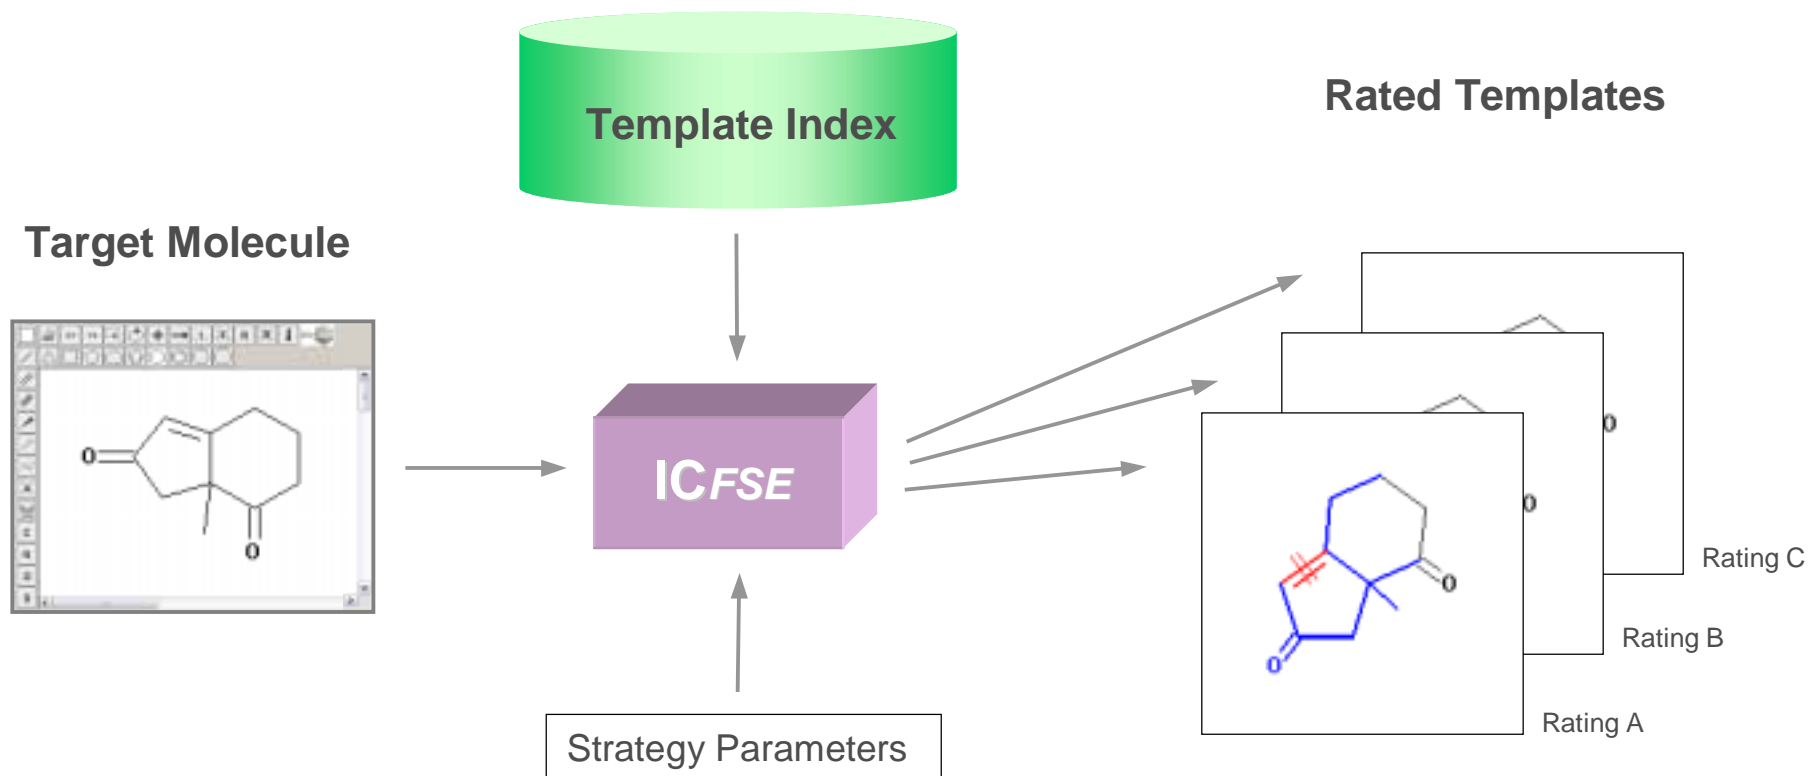 Template Index
Rated Templates
Target Molecule
O
O
ICFSE
O
O
O
O
Rating C
Rating B
Rating A
Strategy Parameters